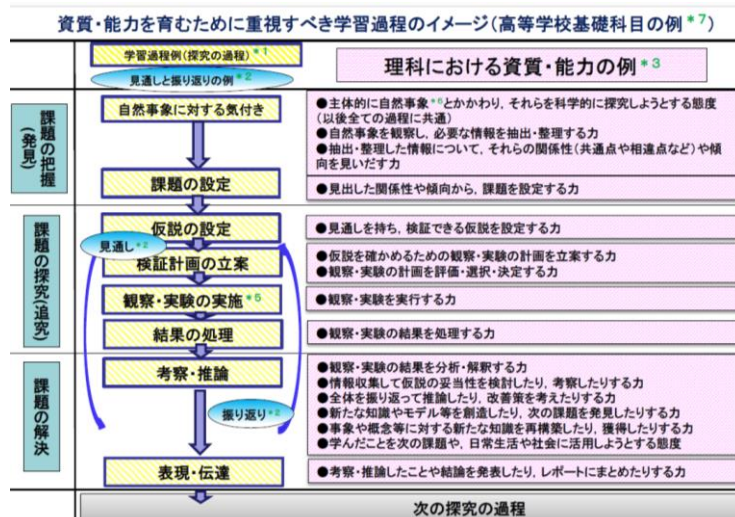 資質・能力を育むために重視すべき学習過程のイメージ(高等学校基礎科目の例*7)
学習過程例(探究の過程)*1
見通しと振り返りの例*2
理科における資質・能力の例*3
課題の把握(発見)
自然事象に対する気付き
●主体的に自然事象*6とかかわり、それらを科学的に探究しようとする態度
(以後全ての過程に共通)
●自然事象を観察し、必要な情報を抽出・整理する力
●抽出・整理した情報について、それらの関係性(共通点や相違点など)や傾
向を見いだす力
課題の設定
●見出した関係性や傾向から、課題を設定する力
課題の探究(追究)
仮説の設定
●見通しを持ち、検証できる仮説を設定する力
見通し*2
検証計画の立案
●仮説を確かめるための観察・実験の計画を立案する力
●観察・実験の計画を評価・選択・決定する力
観察・実験の実施*5
●観察・実験を実行する力
結果の処理
●観察・実験の結果を処理する力
課題の解決
考察・推論
●観察・実験の結果を分析・解釈する力
●情報収集して仮説の妥当性を検討したり、考察したりする力
●全体を振り返って推論したり、改善策を考えたりする力
●新たな知識やモデル等を創造したり、次の課題を発見したりする力
●事象や概念等に対する新たな知識を再構築したり、獲得したりする力
●学んだことを次の課題や、日常生活や社会に活用しようとする態度
振り返り*2
表現・伝達
●考察・推論したことや結論を発表したり、レポートにまとめたりする力
次の探究の過程